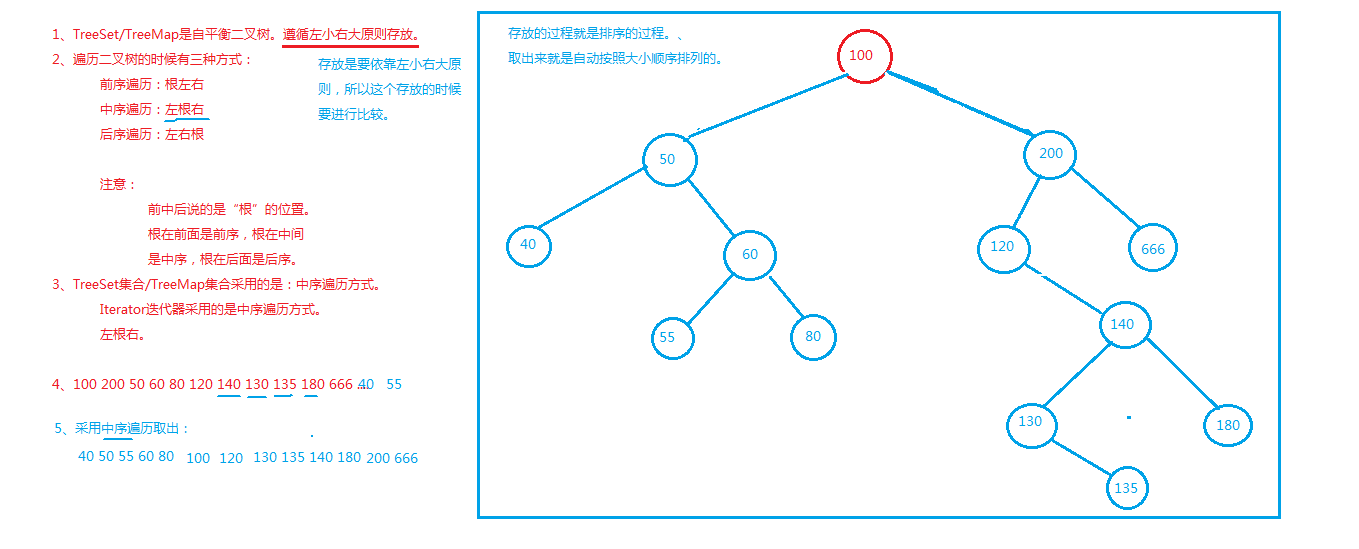 1、TreeSet/TreeMap是自平衡二叉树。遵循左小右大原则存放。
2、遍历二叉树的时候有三种方式：
前序遍历：根左右
中序遍历：左根右
后序遍历：左右根
存放是要依靠左小右大原
则，所以这个存放的时候
要进行比较。
注意：
前中后说的是“根”的位置。
根在前面是前序，根在中间
是中序，根在后面是后序。
3、TreeSet集合/TreeMap集合采用的是：中序遍历方式。
Iterator迭代器采用的是中序遍历方式。
左根右。
4、100 200 50 60 80 120 140 130 135 180 666 ... 40 55
5、采用中序遍历取出：
40 50 55 60 80 100 120 130 135 140 180 200 666
存放的过程就是排序的过程。、
取出来就是自动按照大小顺序排列的。
100
50
200
40
60
120
666
55
80
140
130
180
135